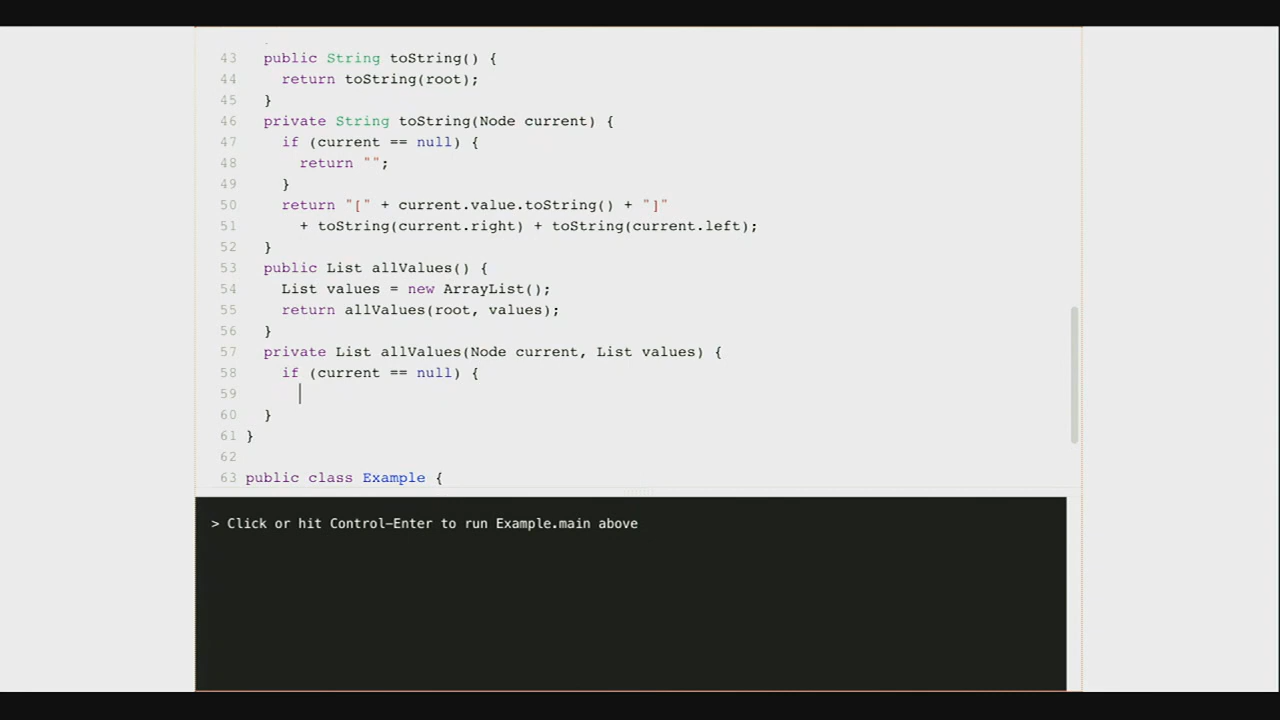 43 public String toString() {
44 return toString(root);
45 }
46 private String toString(Node current) {
47 if (current == null) {
48 return "";
49 }
50 return "[" + current.value.toString() + "]"
51 + toString(current.right) + toString(current.left);
52 }
53 public List allValues() {
54 List values = new ArrayList();
55 return allValues(root, values);
56 }
57 private List allValues(Node current, List values) {
58 if (current == null) {
59
60 }
61 }
62
63 public class Example {
> Click or hit Control-Enter to run Example.main above